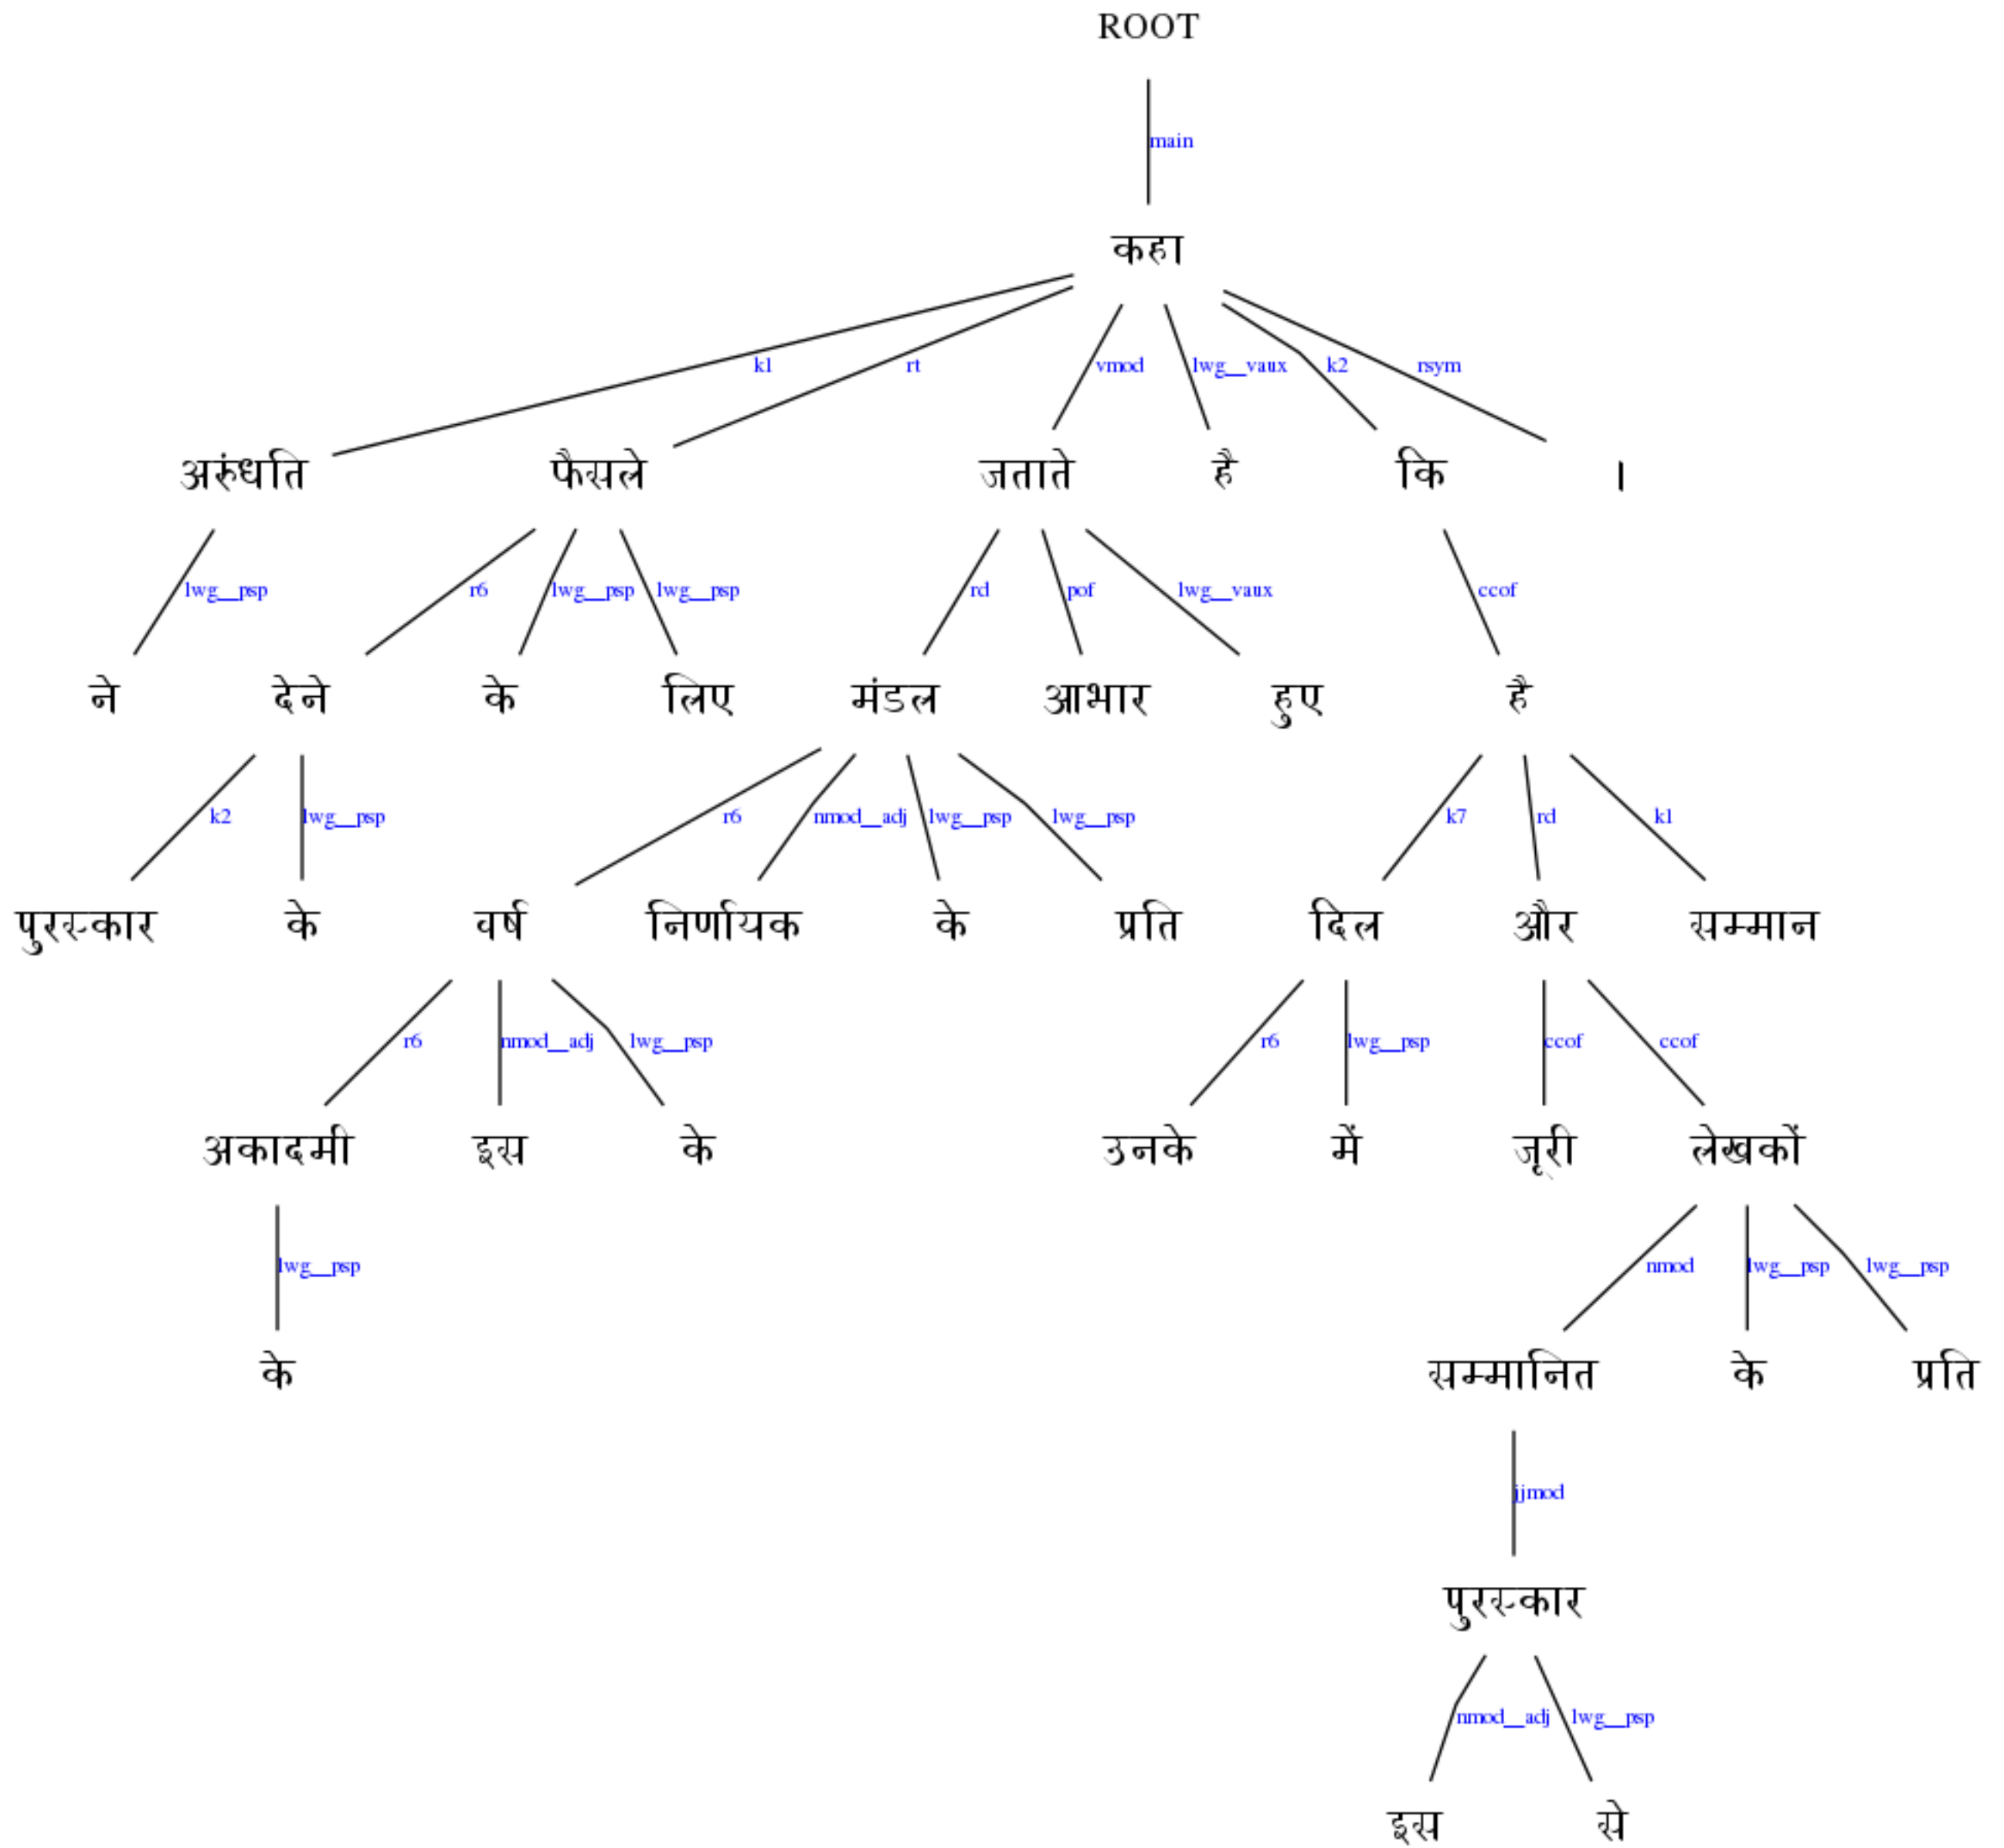 ROOT
main
कहा
k1 rt vmod lwg__vaux k2 rsym
अरुंधति फैसले जताते है कि ।
lwg__psp r6 lwg__psp lwg__psp rd pof lwg__vaux ccof
ने देने के लिए मंडल आभार हुए है
k2 lwg__psp r6 nmod__adj lwg__psp lwg__psp k7 rd k1
पुरस्कार के वर्ष निर्णायक के प्रति दिल और सम्मान
r6 nmod__adj lwg__psp r6 lwg__psp ccof ccof
अकादमी इस के उनके में जूरी लेखकों
lwg__psp nmod lwg__psp lwg__psp
के सम्मानित के प्रति
jjmod
पुरस्कार
nmod__adj lwg__psp
इस से